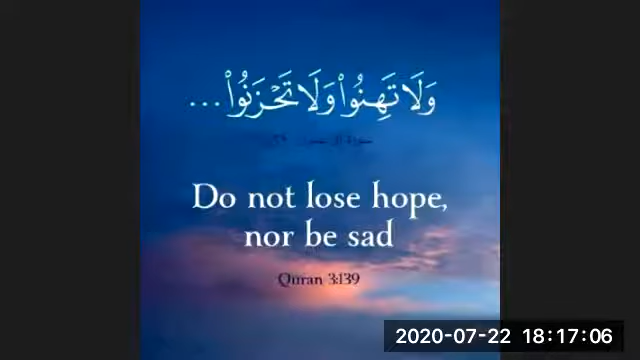 وَلَا تَهِنُوا۟ وَلَا تَحْزَنُوا۟ ...
Do not lose hope,
nor be sad
Quran 3:139
2020-07-22 18:17:06